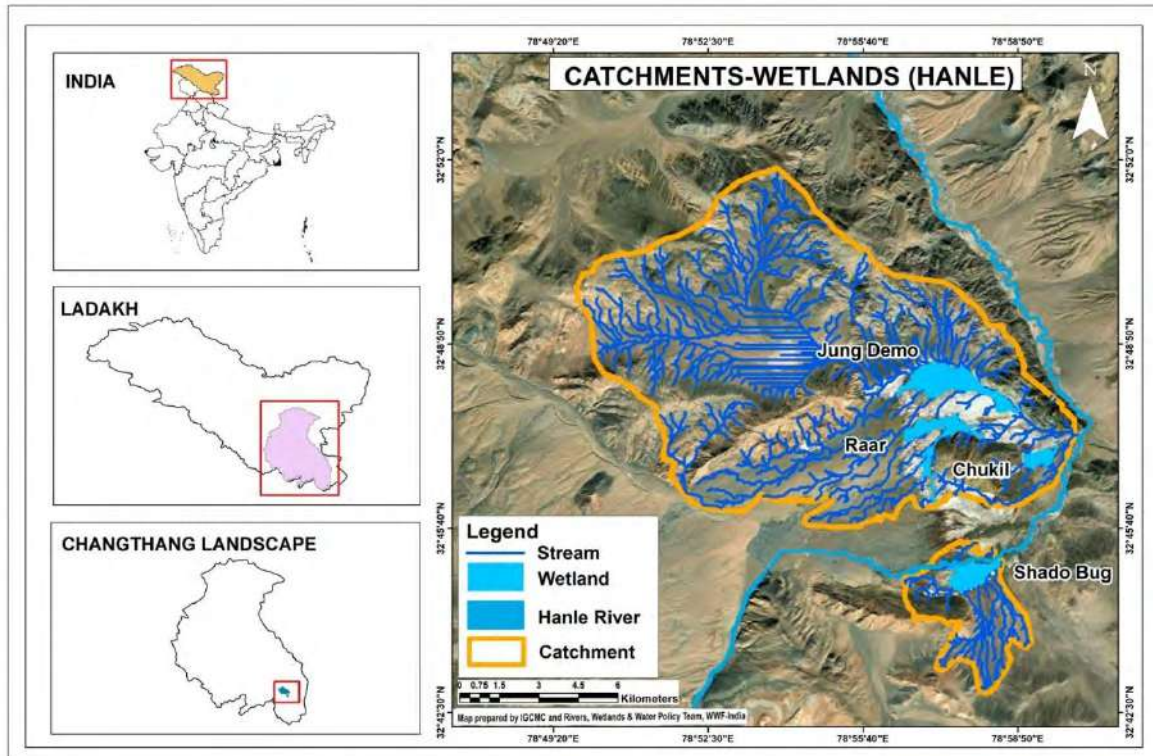 INDIA
LADAKH
CHANGTHANG LANDSCAPE
78°49'20"E 78°52'30"E 78°55'40"E 78°58'50"E
CATCHMENTS-WETLANDS (HANLE)
N
32°52'0"N 32°52'0"N
32°48'50"N 32°48'50"N
Jung Demo
Raar
Chukil
32°45'40"N 32°45'40"N
Shado Bug
Legend
Stream
Wetland
Hanle River
Catchment
0 0.75 1.5 3 4.5 6
Kilometers
Map prepared by IGCMC and Rivers, Wetlands & Water Policy Team, WWF-India
32°42'30"N 32°42'30"N
78°49'20"E 78°52'30"E 78°55'40"E 78°58'50"E